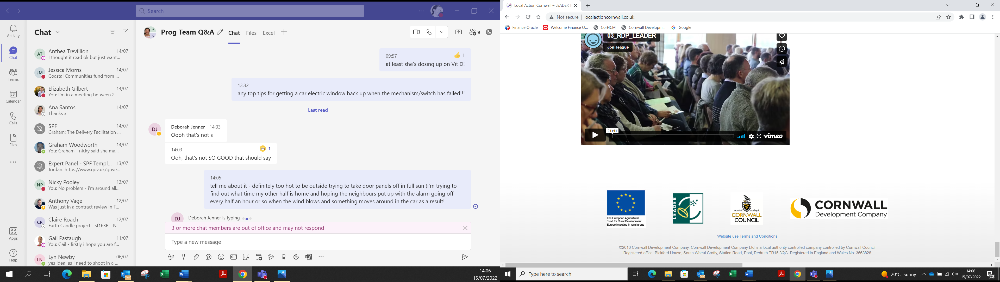 Search
Activity
Chat
Teams
Calendar
Calls
Files
Apps
Help
Chat
AT
Anthea Trevillion
14/07
I thought it read ok but just want...
JM
Jessica Morris
14/07
Coastal Communities fund from ...
Elizabeth Gilbert
14/07
You: I'm in a meeting between 2-...
Ana Santos
14/07
Thanks x
SPF
14/07
Graham: The Delivery Facilitation ...
Graham Woodworth
14/07
You: Graham - nicky said she ma...
Expert Panel - SPF Templ...
13/07
Jordan: https://www.gov.uk/gove...
NP
Nicky Pooley
13/07
You: No problem - i'm around all...
Anthony Vage
12/07
Was just in a contract review in T...
CR
Claire Roach
12/07
Earth Candle project - sf163B - N...
Gail Eastaugh
11/07
You: Gail - firstly i hope you are f...
LN
Lyn Newby
06/07
yes Ideal as I need to shoot in a ...
A
C
Prog Team Q&A
Chat
Files
Excel
9
09:57
1
at least she's dosing up on Vit D!
13:32
any top tips for getting a car electric window back up when the mechanism/switch has failed!!!
Last read
DJ
Deborah Jenner 14:03
Oooh that's not s
14:03
1
Ooh, that's not SO GOOD that should say
14:05
tell me about it - definitely too hot to be outside trying to take door panels off in full sun (i'm trying to
find out what time my other half is home and hoping the neighbours put up with the alarm going off
every half an hour or so when the wind blows and something moves around in the car as a result!
DJ
Deborah Jenner is typing
3 or more chat members are out of office and may not respond
Type a new message
GIF
14:06
15/07/2022
Local Action Cornwall – LEADER
Not secure
localactioncornwall.co.uk
Finance Oracle
Welcome Finance O...
CorHCM
Cornwall Developm...
Google
03_RDP_LEADER
Jon Teague
21:41
vimeo
The European Agricultural
Fund for Rural Development:
Europe investing in rural areas
LEADER
CORNWALL
COUNCIL
CORNWALL
Development Company
Website use Terms and Conditions
©2016 Cornwall Development Company. Cornwall Development Company Ltd is a local authority controlled company controlled by Cornwall Council
Registered office: Bickford House, South Wheal Crofty, Station Road, Pool, Redruth TR15 3QG. Registered in England and Wales No: 3668828
Type here to search
20°C Sunny
14:06
15/07/2022
20